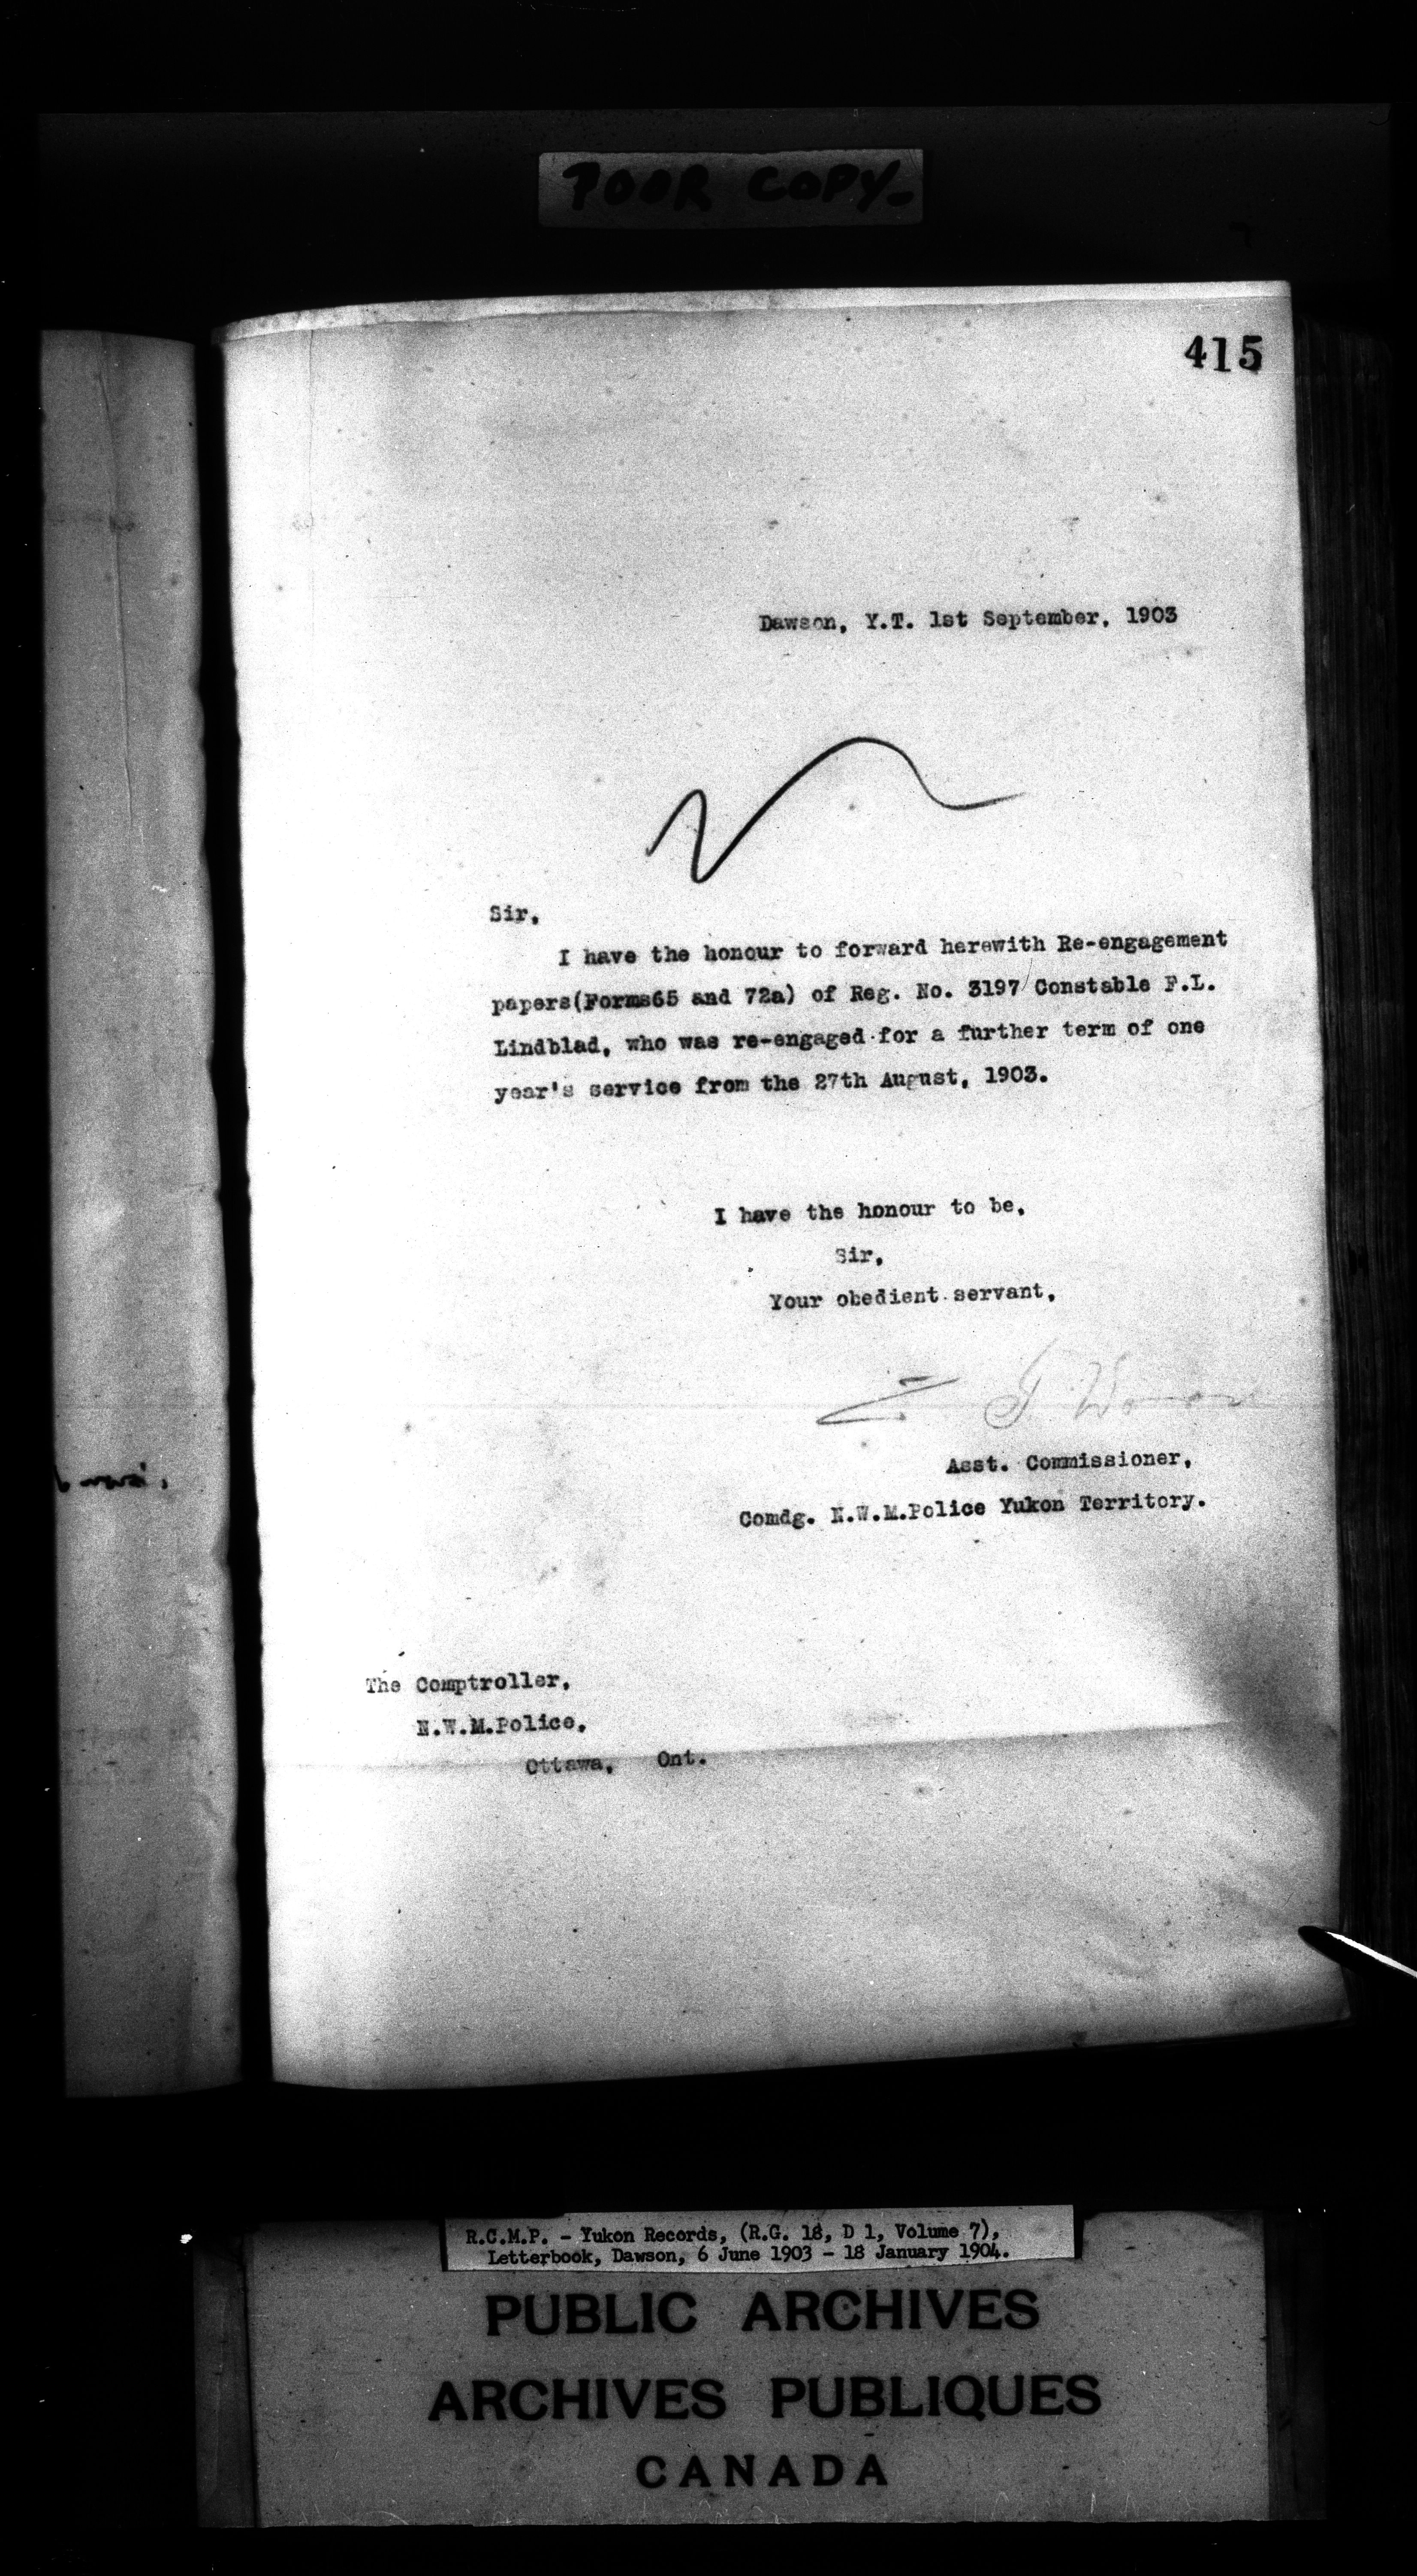 POOR COPY-
415
Dawson, Y.T. 1st September, 1903
Sir,
I have the honour to forward herewith Re-engagement
papers(Forms65 and 72a) of Reg. No. 3197 Constable F.L.
Lindblad, who was re-engaged for a further term of one
year's service from the 27th August, 1903.
I have the honour to be,
Sir,
Your obedient servant,
Asst. Commissioner,
Comdg. N.W.M.Police Yukon Territory.
The Comptroller,
N.W.M.Police,
Ottawa, Ont.
R.C.M.P. - Yukon Records, (R.G. 18, D 1, Volume 7),
Letterbook, Dawson, 6 June 1903 - 18 January 1904.
PUBLIC ARCHIVES
ARCHIVES PUBLIQUES
CANADA